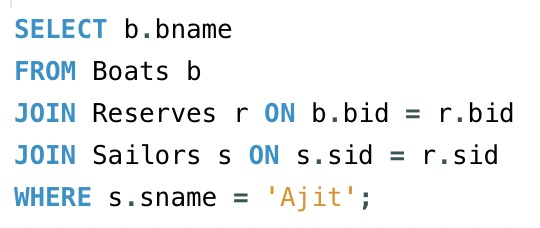 SELECT b.bname
FROM Boats b
JOIN Reserves r ON b.bid = r.bid
JOIN Sailors s ON s.sid = r.sid
WHERE s.sname = 'Ajit';